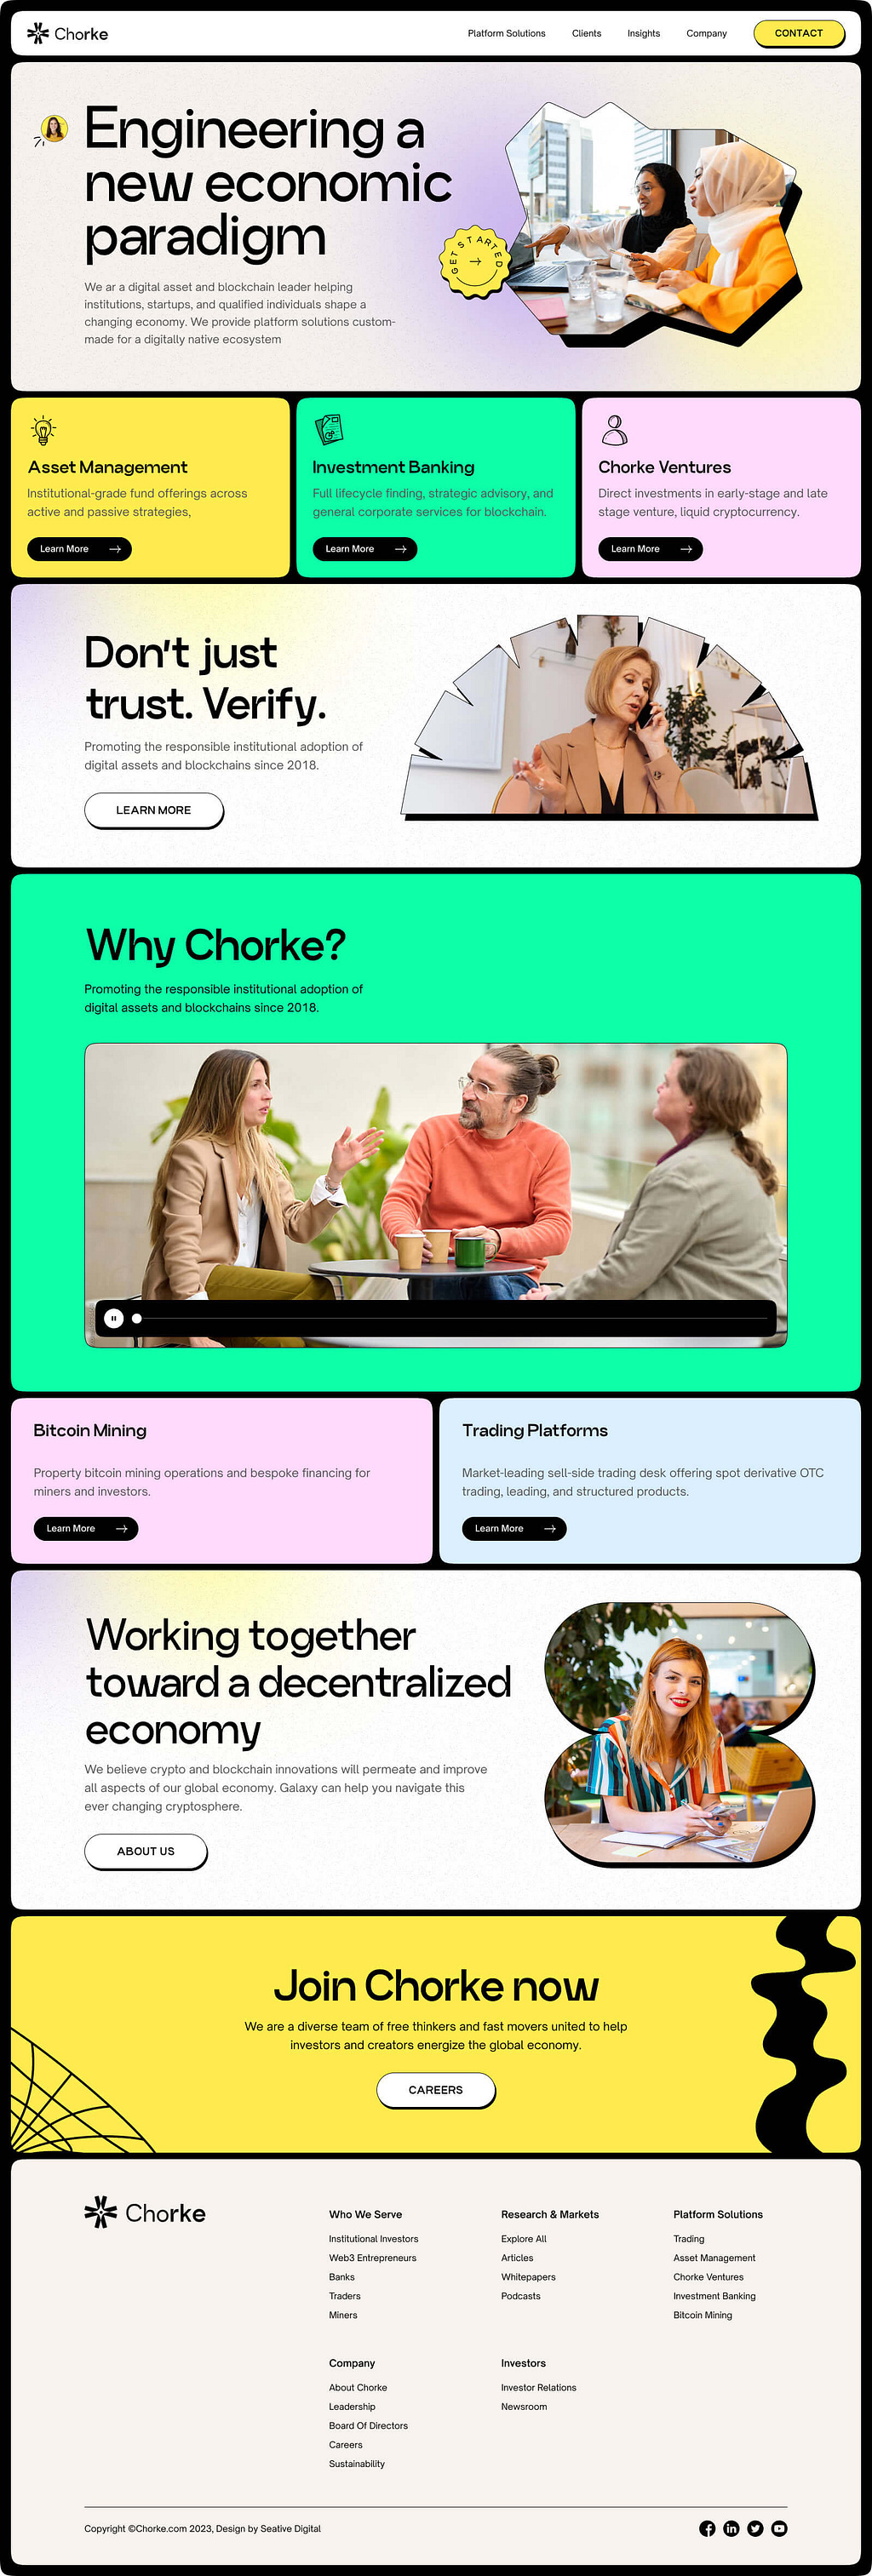 Chorke
Platform Solutions
Clients
Insights
Company
CONTACT
Engineering a
new economic
paradigm
GET STARTED
We ar a digital asset and blockchain leader helping
institutions, startups, and qualified individuals shape a
changing economy. We provide platform solutions custom-
made for a digitally native ecosystem
Asset Management
Institutional-grade fund offerings across
active and passive strategies,
Learn More
Investment Banking
Full lifecycle finding, strategic advisory, and
general corporate services for blockchain.
Learn More
Chorke Ventures
Direct investments in early-stage and late
stage venture, liquid cryptocurrency.
Learn More
Don't just
trust. Verify.
Promoting the responsible institutional adoption of
digital assets and blockchains since 2018.
LEARN MORE
Why Chorke?
Promoting the responsible institutional adoption of
digital assets and blockchains since 2018.
Bitcoin Mining
Property bitcoin mining operations and bespoke financing for
miners and investors.
Learn More
Trading Platforms
Market-leading sell-side trading desk offering spot derivative OTC
trading, leading, and structured products.
Learn More
Working together
toward a decentralized
economy
We believe crypto and blockchain innovations will permeate and improve
all aspects of our global economy. Galaxy can help you navigate this
ever changing cryptosphere.
ABOUT US
Join Chorke now
We are a diverse team of free thinkers and fast movers united to help
investors and creators energize the global economy.
CAREERS
Chorke
Who We Serve
Institutional Investors
Web3 Entrepreneurs
Banks
Traders
Miners
Research & Markets
Explore All
Articles
Whitepapers
Podcasts
Platform Solutions
Trading
Asset Management
Chorke Ventures
Investment Banking
Bitcoin Mining
Company
About Chorke
Leadership
Board Of Directors
Careers
Sustainability
Investors
Investor Relations
Newsroom
Copyright ©Chorke.com 2023, Design by Seative Digital